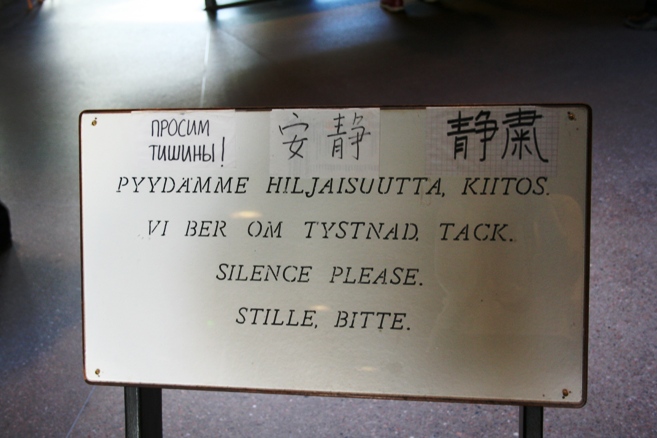 ПРОСИМ
ТИШИНЫ!
安静
静粛
PYYDÄMME HILJAISUUTTA, KIITOS.
VI BER OM TYSTNAD, TACK.
SILENCE PLEASE.
STILLE, BITTE.